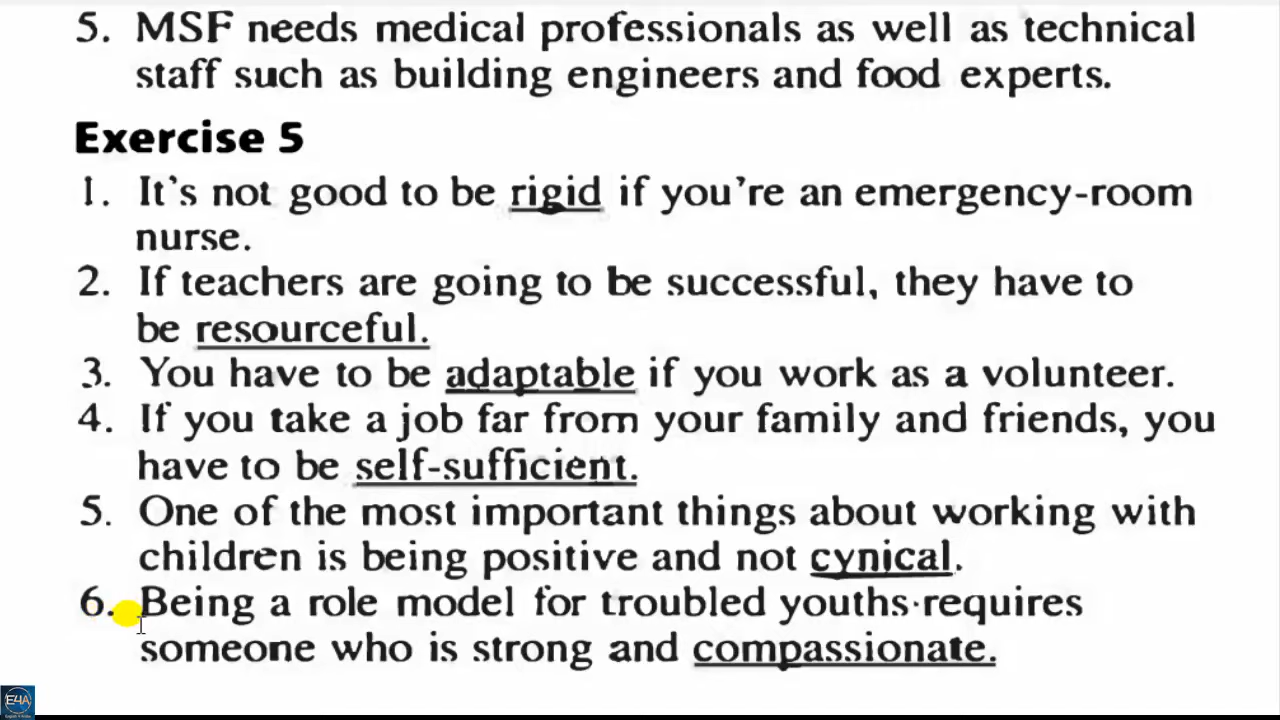 5. MSF needs medical professionals as well as technical
staff such as building engineers and food experts.
Exercise 5
1. It's not good to be rigid if you're an emergency-room
nurse.
2. If teachers are going to be successful, they have to
be resourceful.
3. You have to be adaptable if you work as a volunteer.
4. If you take a job far from your family and friends, you
have to be self-sufficient.
5. One of the most important things about working with
children is being positive and not cynical.
6. Being a role model for troubled youths requires
someone who is strong and compassionate.
E4A